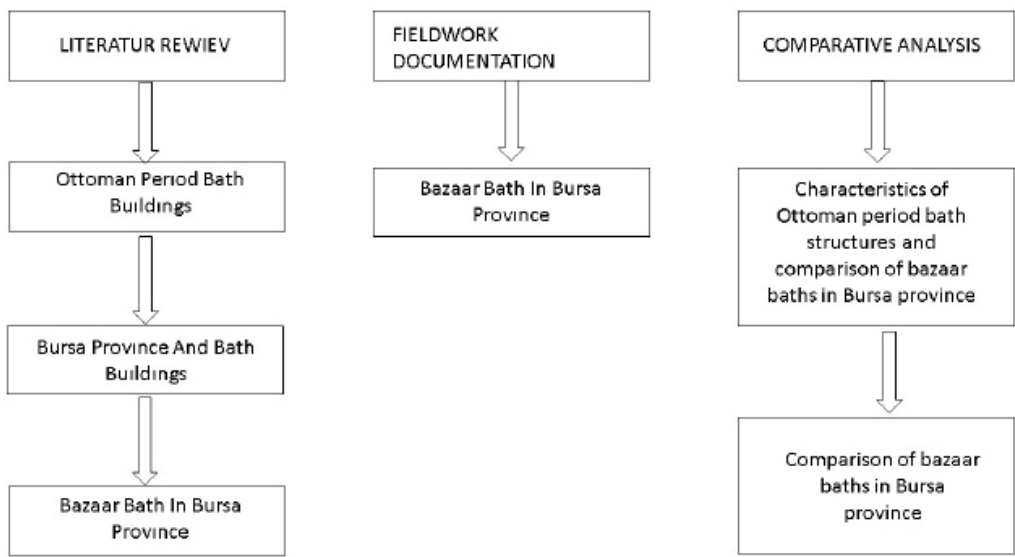 LITERATUR REWIEV
Ottoman Period Bath
Buildings
Bursa Province And Bath
Buildings
Bazaar Bath In Bursa
Province
FIELDWORK
DOCUMENTATION
Bazaar Bath In Bursa
Province
COMPARATIVE ANALYSIS
Characteristics of
Ottoman period bath
structures and
comparison of bazaar
baths in Bursa province
Comparison of bazaar
baths in Bursa
province